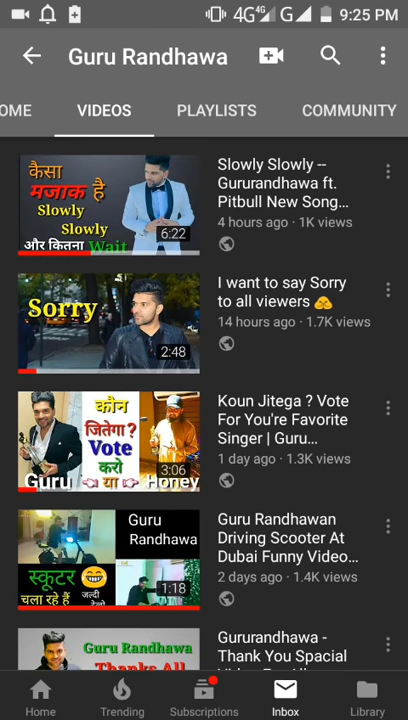 4G 4G G 9:25 PM
Guru Randhawa
OME VIDEOS PLAYLISTS COMMUNITY
कैसा
मजाक है
Slowly
Slowly
और कितना Wait
6:22
Slowly Slowly --
Gururandhawa ft.
Pitbull New Song...
4 hours ago · 1K views
Sorry
2:48
I want to say Sorry
to all viewers 🙏
14 hours ago · 1.7K views
कौन
जितेगा ?
Vote
करो
या
Guru
Honey
3:06
Koun Jitega ? Vote
For You're Favorite
Singer | Guru...
1 day ago · 1.3K views
Guru
Randhawa
स्कूटर 😁
चला रहे हैं
जल्दी
देखो
1:18
Guru Randhawan
Driving Scooter At
Dubai Funny Video...
2 days ago · 1.4K views
Guru Randhawa
Thanks All
Gururandhawa -
Thank You Spacial
Home Trending Subscriptions Inbox Library